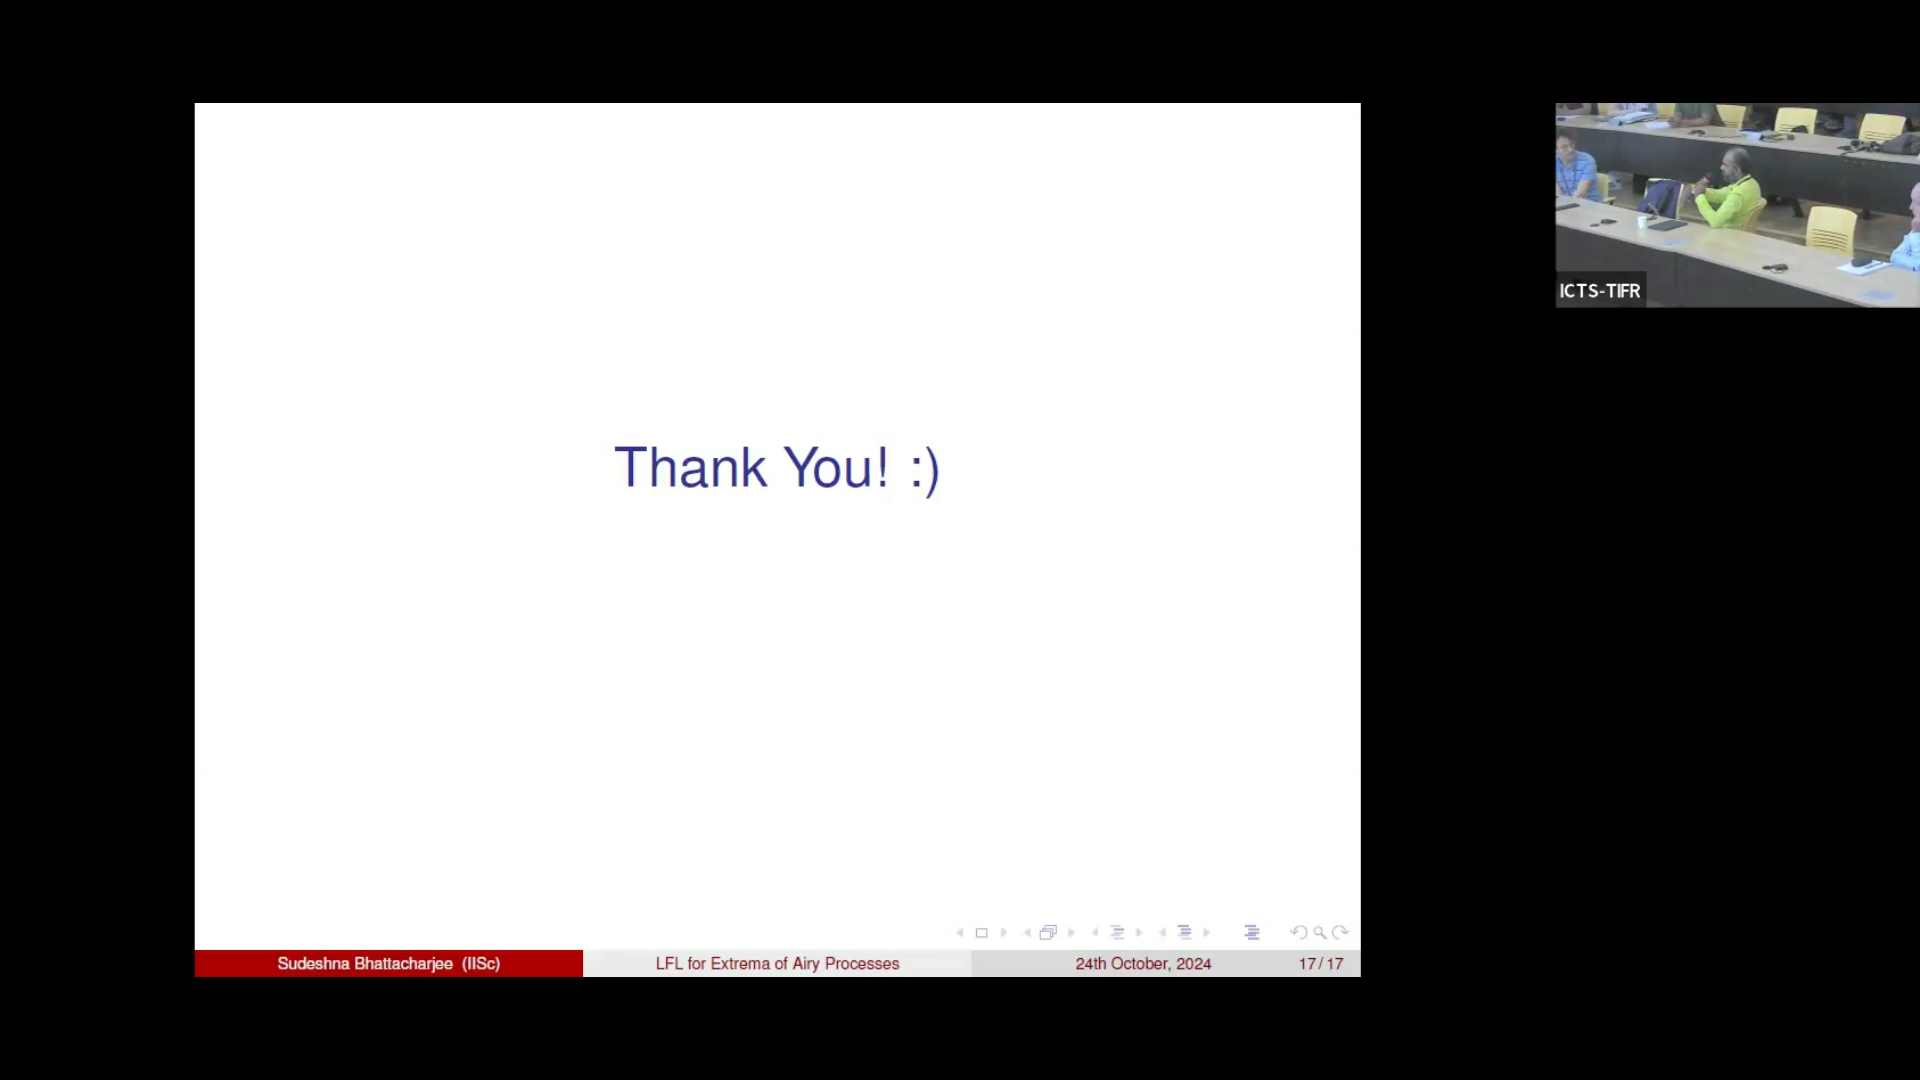 ICTS-TIFR
Thank You! :)
Sudeshna Bhattacharjee (IISc)
LFL for Extrema of Airy Processes
24th October, 2024
17 / 17